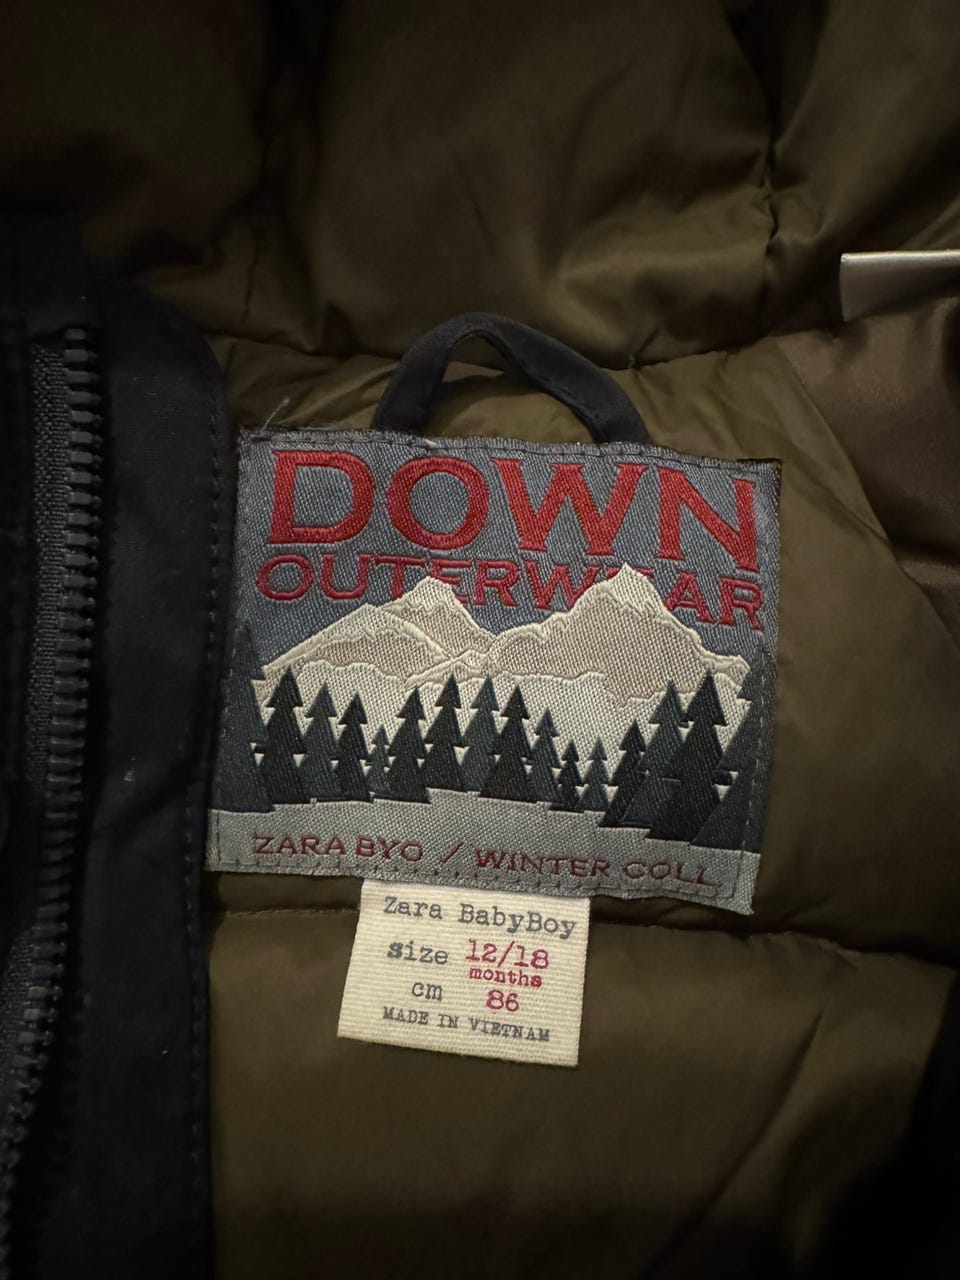 DOWN
OUTERWEAR
ZARA BYO / WINTER COLL.
Zara BabyBoy
size 12/18
months
cm 86
MADE IN VIETNAM